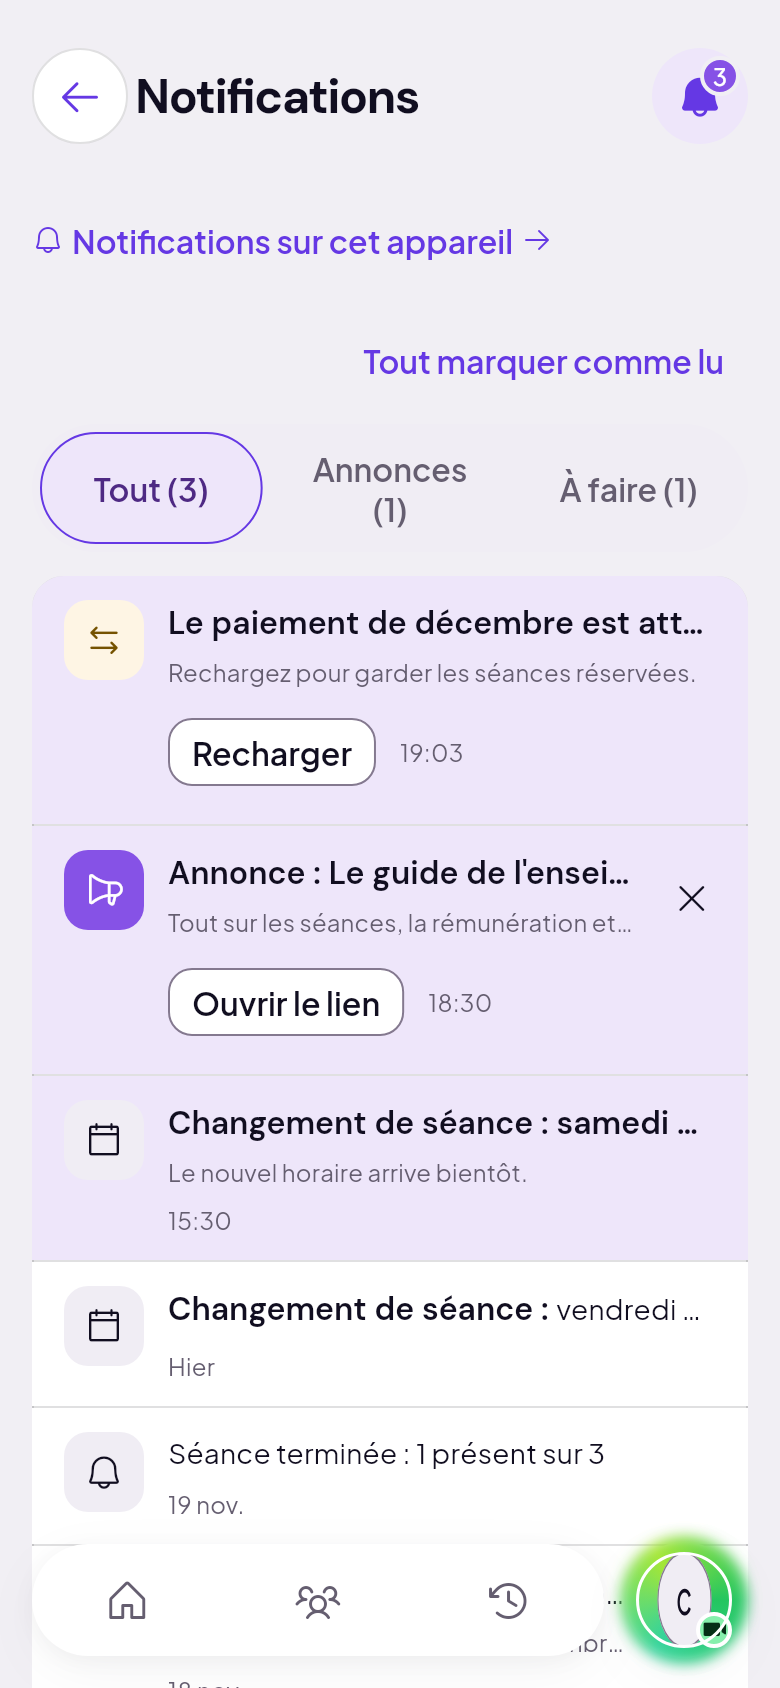 Notifications
3
Notifications sur cet appareil
Tout marquer comme lu
Tout (3)
Annonces
(1)
À faire (1)
Le paiement de décembre est att...
Rechargez pour garder les séances réservées.
Recharger
19:03
Annonce : Le guide de l'ensei...
Tout sur les séances, la rémunération et...
Ouvrir le lien
18:30
Changement de séance : samedi ...
Le nouvel horaire arrive bientôt.
15:30
Changement de séance : vendredi ...
Hier
Séance terminée : 1 présent sur 3
19 nov.
C